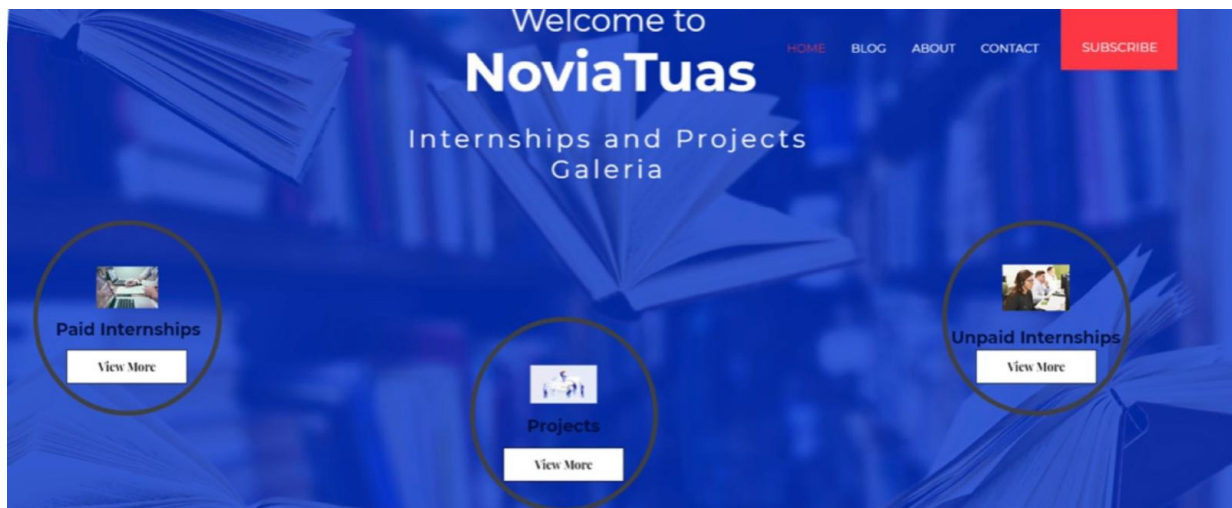 Welcome to
HOME BLOG ABOUT CONTACT SUBSCRIBE
NoviaTuas
Internships and Projects
Galeria
Paid Internships
View More
Projects
View More
Unpaid Internships
View More